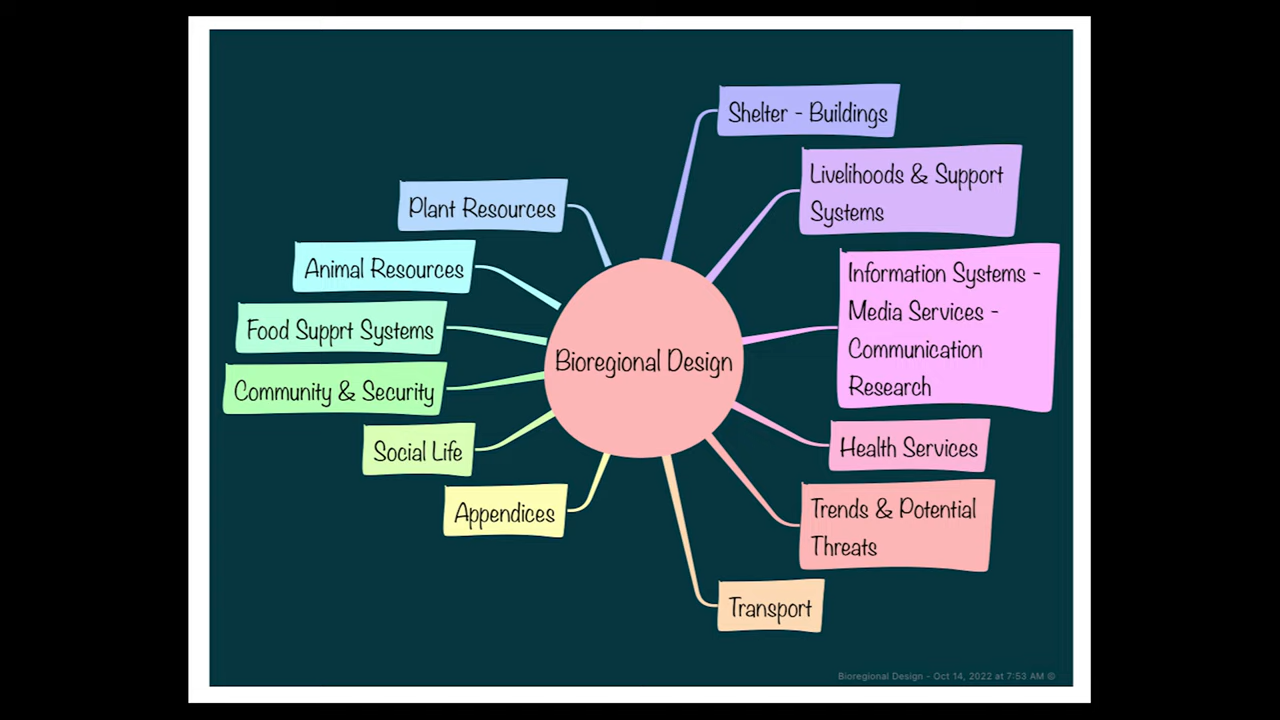 Shelter - Buildings
Livelihoods & Support
Systems
Information Systems -
Media Services -
Communication
Research
Health Services
Trends & Potential
Threats
Transport
Bioregional Design
Plant Resources
Animal Resources
Food Supprt Systems
Community & Security
Social Life
Appendices
Bioregional Design - Oct 14, 2022 at 7:53 AM ©